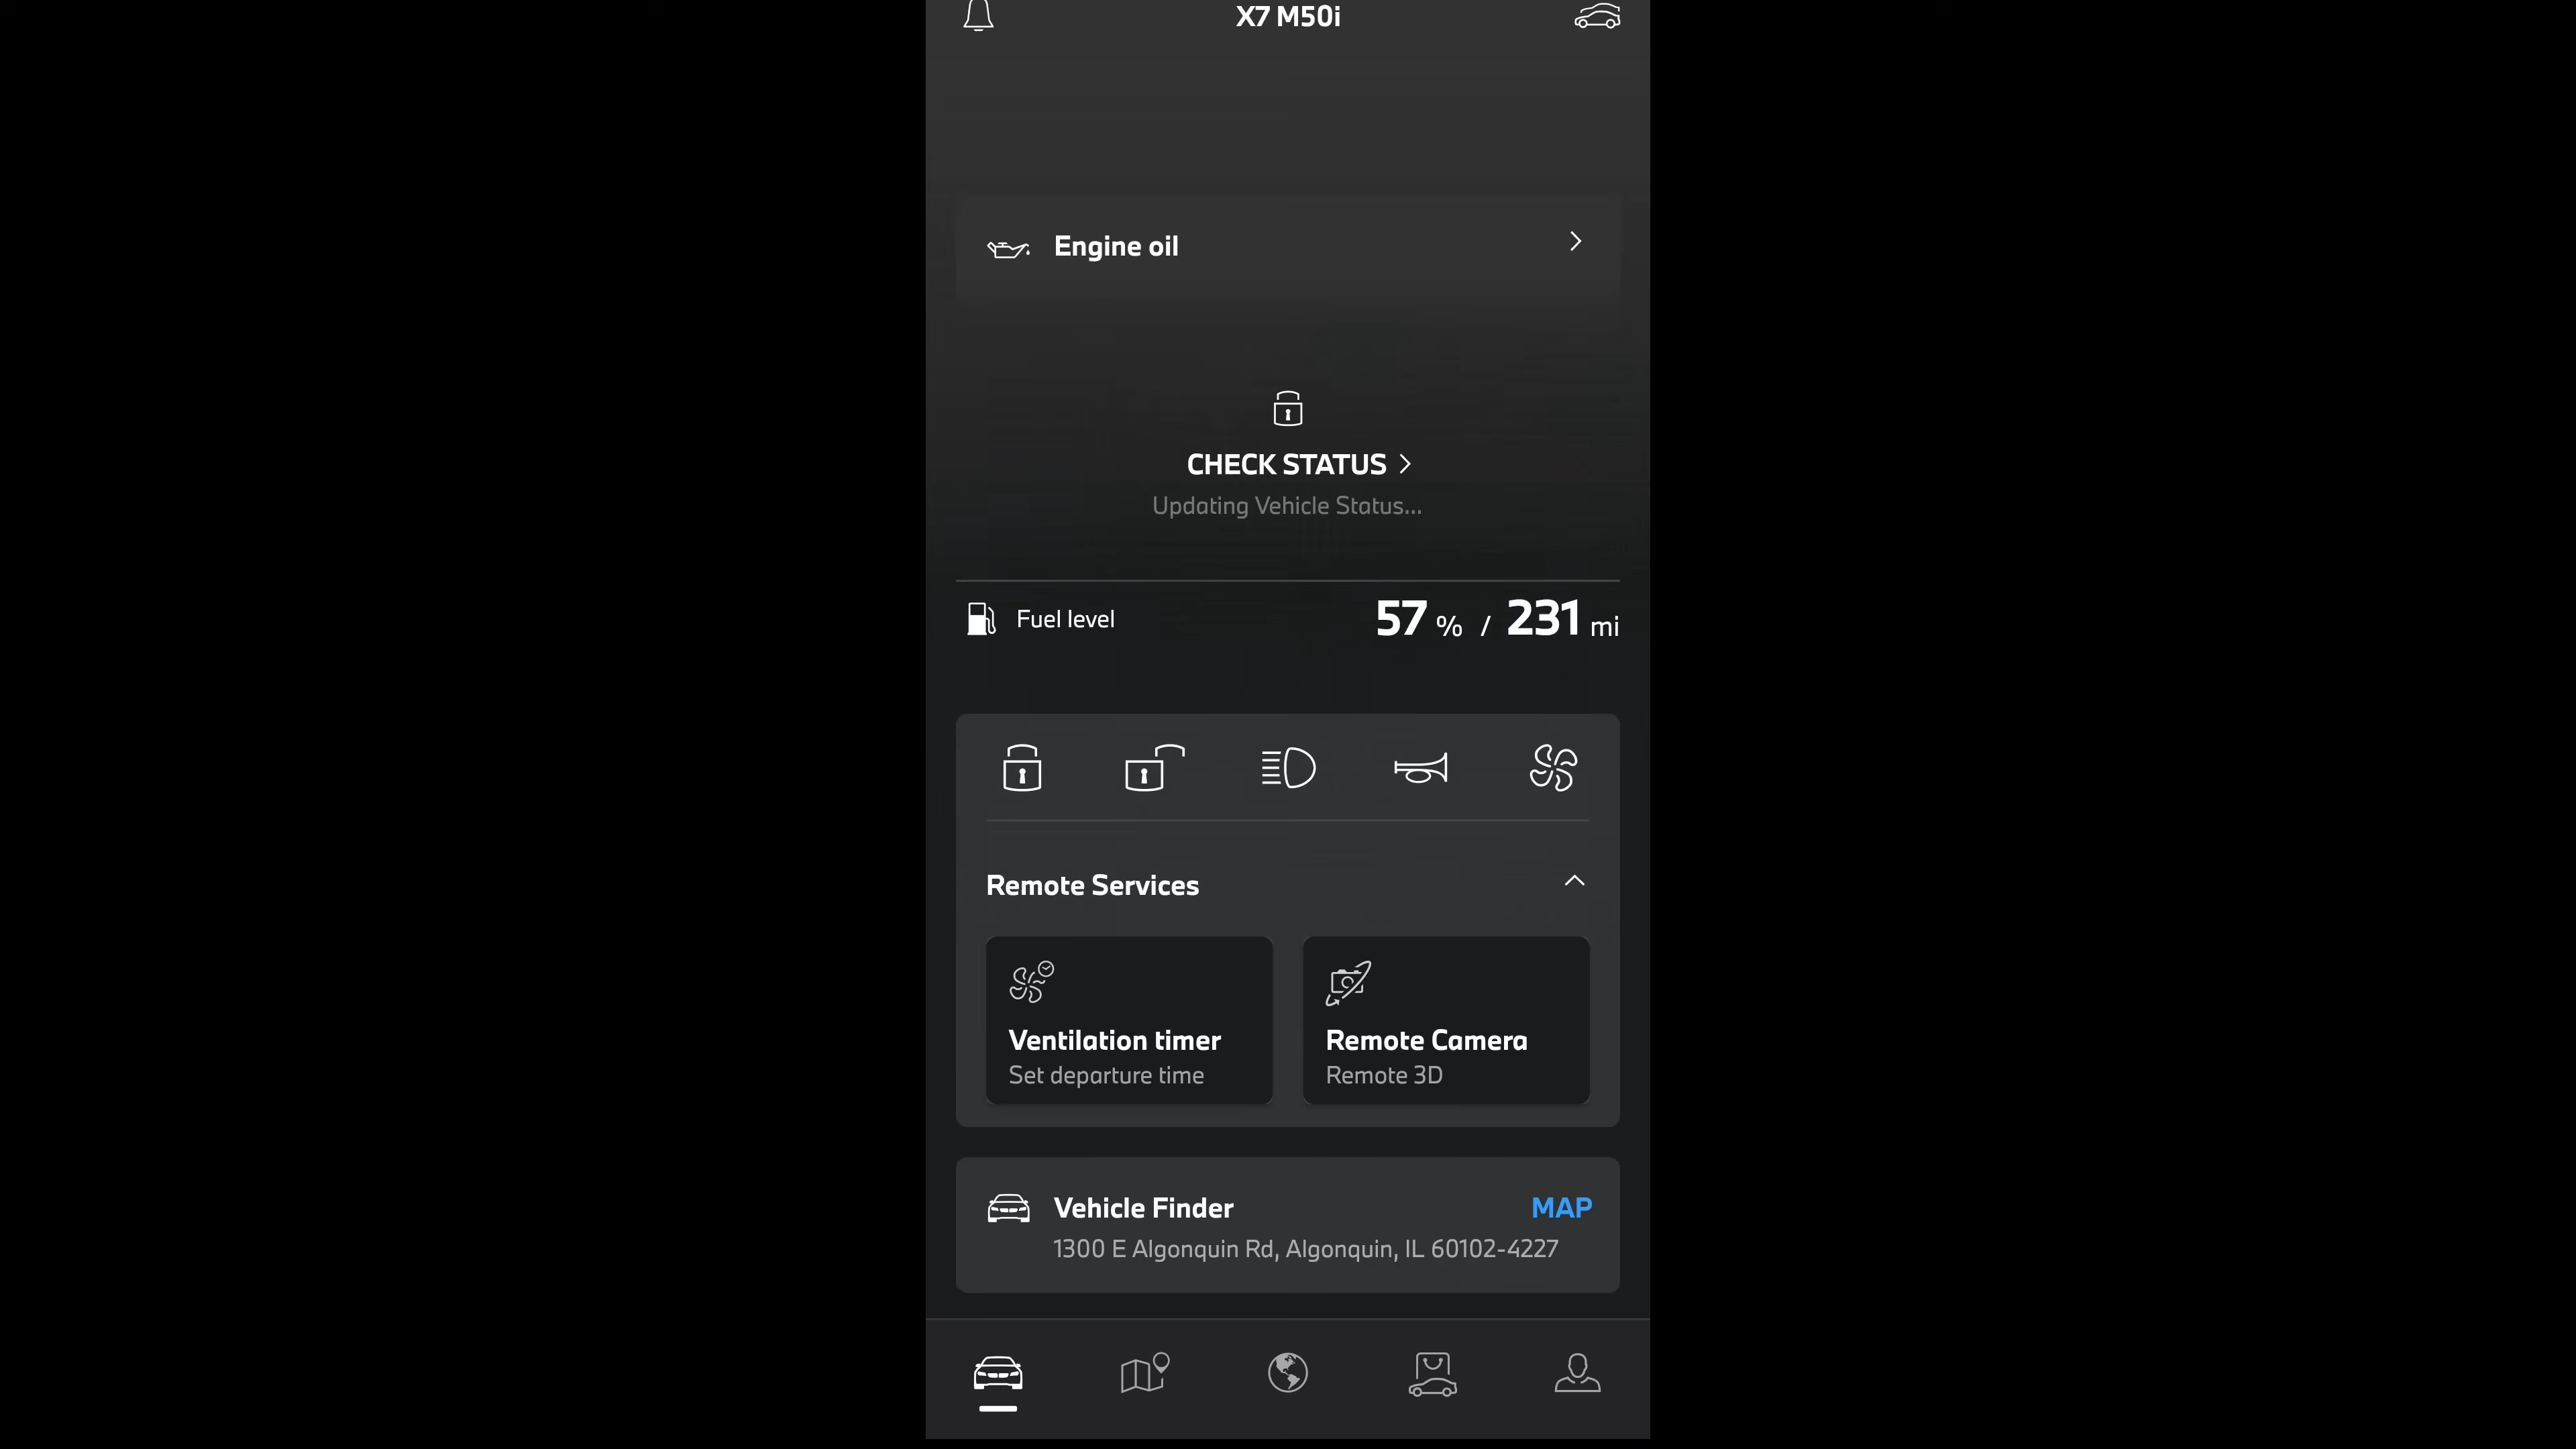 X7 M50i
Engine oil
CHECK STATUS
Updating Vehicle Status...
Fuel level
57 % / 231 mi
Remote Services
Ventilation timer
Set departure time
Remote Camera
Remote 3D
Vehicle Finder
MAP
1300 E Algonquin Rd, Algonquin, IL 60102-4227